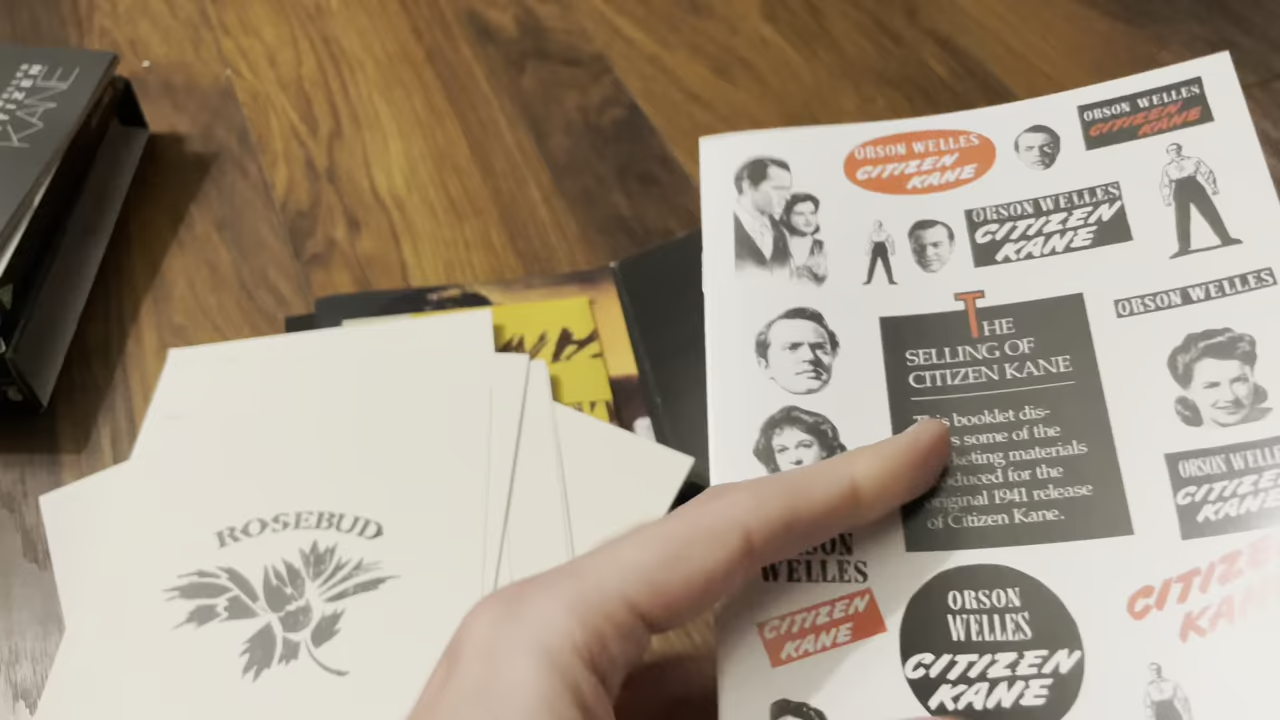 CITIZEN
KANE
ORSON WELLES
CITIZEN
KANE
ORSON WELLES
CITIZEN
KANE
ORSON WELLES
CITIZEN
KANE
ORSON WELLES
THE
SELLING OF
CITIZEN KANE
This booklet dis-
some of the
materials
for the
original 1941 release
of Citizen Kane.
ORSON
CITIZEN
KANE
ROSEBUD
WELLES
CITIZEN
KANE
ORSON
WELLES
CITIZEN
KANE
CITIZE
KA